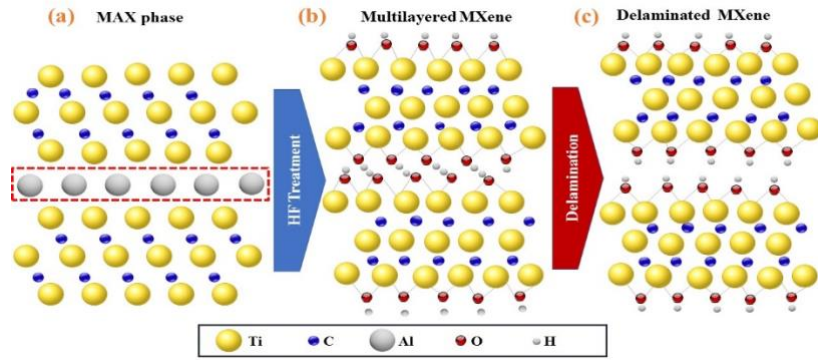 (a) MAX phase
(b) Multilayered MXene
(c) Delaminated MXene
HF Treatment
Delamination
Ti C Al O H